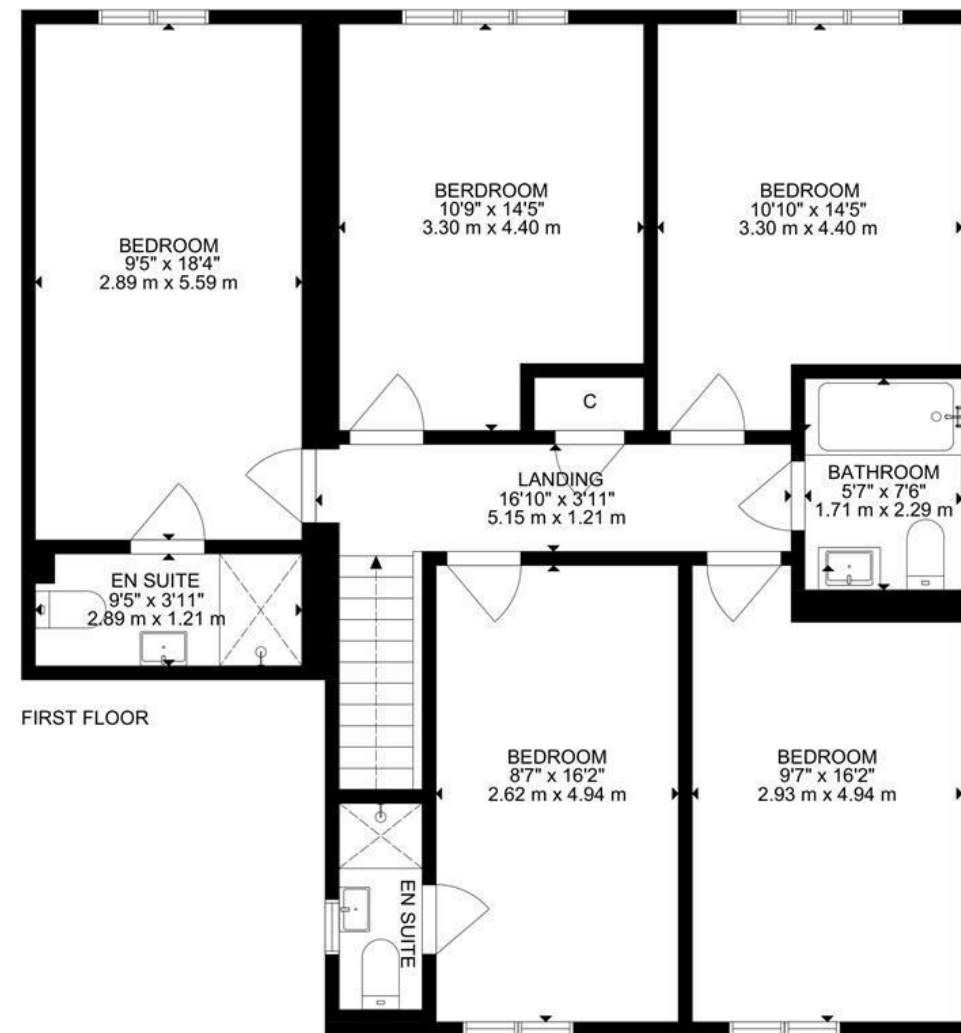 BERDROOM
10'9" x 14'5"
3.30 m x 4.40 m
BEDROOM
10'10" x 14'5"
3.30 m x 4.40 m
BEDROOM
9'5" x 18'4"
2.89 m x 5.59 m
C
LANDING
16'10" x 3'11"
5.15 m x 1.21 m
BATHROOM
5'7" x 7'6"
1.71 m x 2.29 m
EN SUITE
9'5" x 3'11"
2.89 m x 1.21 m
FIRST FLOOR
BEDROOM
8'7" x 16'2"
2.62 m x 4.94 m
BEDROOM
9'7" x 16'2"
2.93 m x 4.94 m
EN SUITE